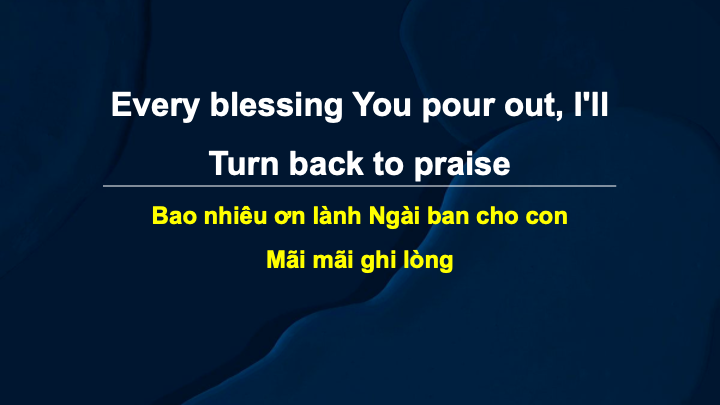 Every blessing You pour out, I'll
Turn back to praise
Bao nhiêu ơn lành Ngài ban cho con
Mãi mãi ghi lòng